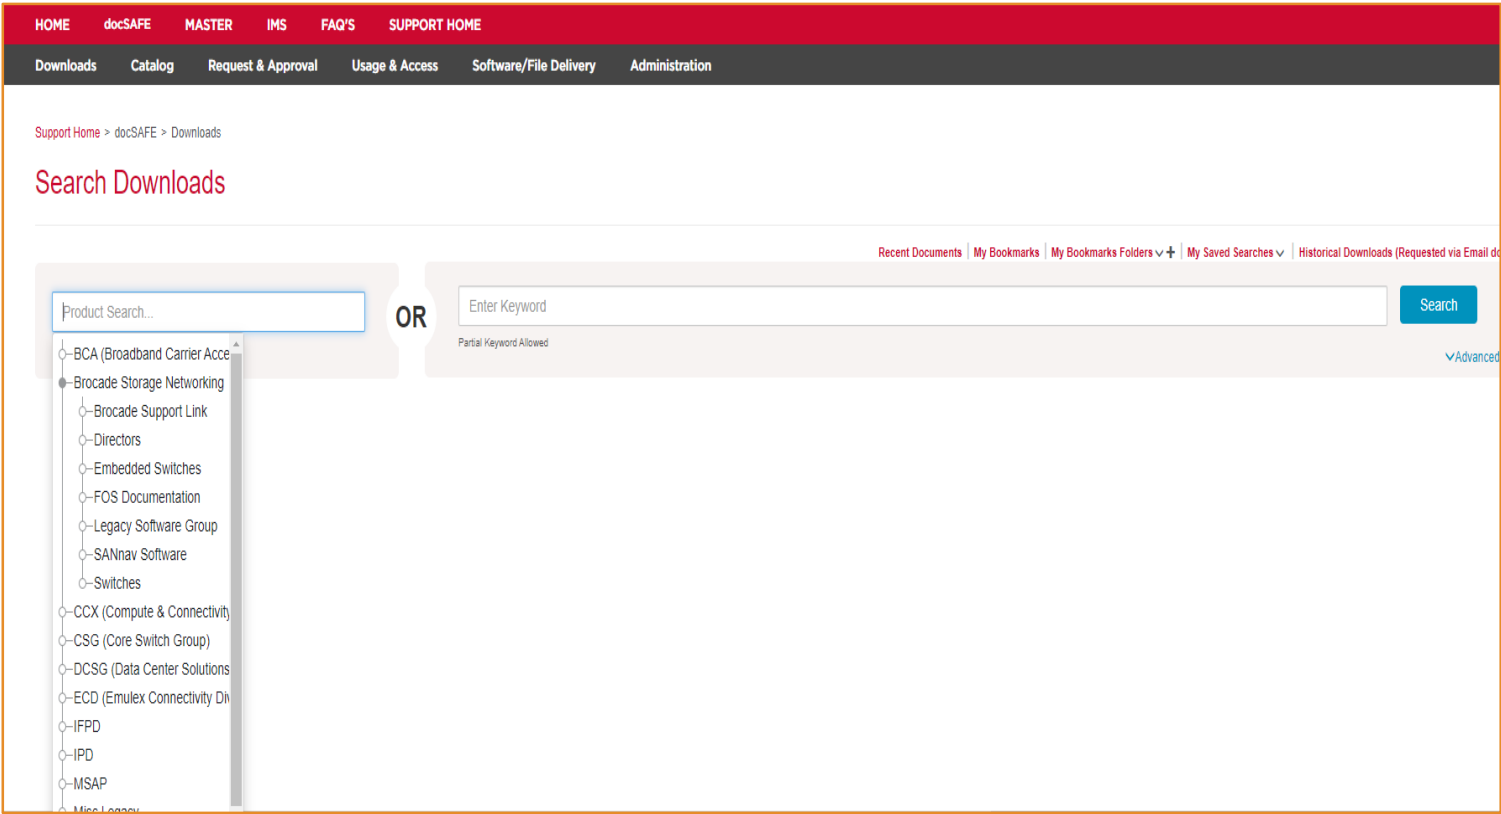 HOME docSAFE MASTER IMS FAQ'S SUPPORT HOME
Downloads Catalog Request & Approval Usage & Access Software/File Delivery Administration
Support Home > docSAFE > Downloads
Search Downloads
Recent Documents My Bookmarks My Bookmarks Folders My Saved Searches Historical Downloads (Requested via Email do
Product Search...
OR
Enter Keyword
Search
Partial Keyword Allowed
Advanced
BCA (Broadband Carrier Acce
Brocade Storage Networking
Brocade Support Link
Directors
Embedded Switches
FOS Documentation
Legacy Software Group
SANnav Software
Switches
CCX (Compute & Connectivity
CSG (Core Switch Group)
DCSG (Data Center Solutions
ECD (Emulex Connectivity Div
IFPD
IPD
MSAP
Misc Legacy